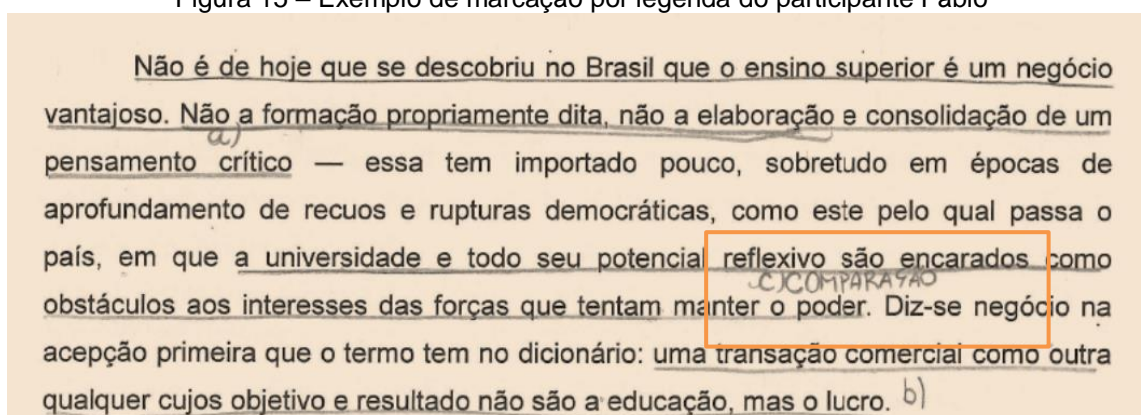 Figura 15 – Exemplo de marcação por legenda do participante Fabio
Não é de hoje que se descobriu no Brasil que o ensino superior é um negócio
vantajoso. Não a formação propriamente dita, não a elaboração e consolidação de um
a)
pensamento crítico — essa tem importado pouco, sobretudo em épocas de
aprofundamento de recuos e rupturas democráticas, como este pelo qual passa o
país, em que a universidade e todo seu potencial reflexivo são encarados como
c) COMPARAÇÃO
obstáculos aos interesses das forças que tentam manter o poder. Diz-se negócio na
acepção primeira que o termo tem no dicionário: uma transação comercial como outra
qualquer cujos objetivo e resultado não são a educação, mas o lucro. b)